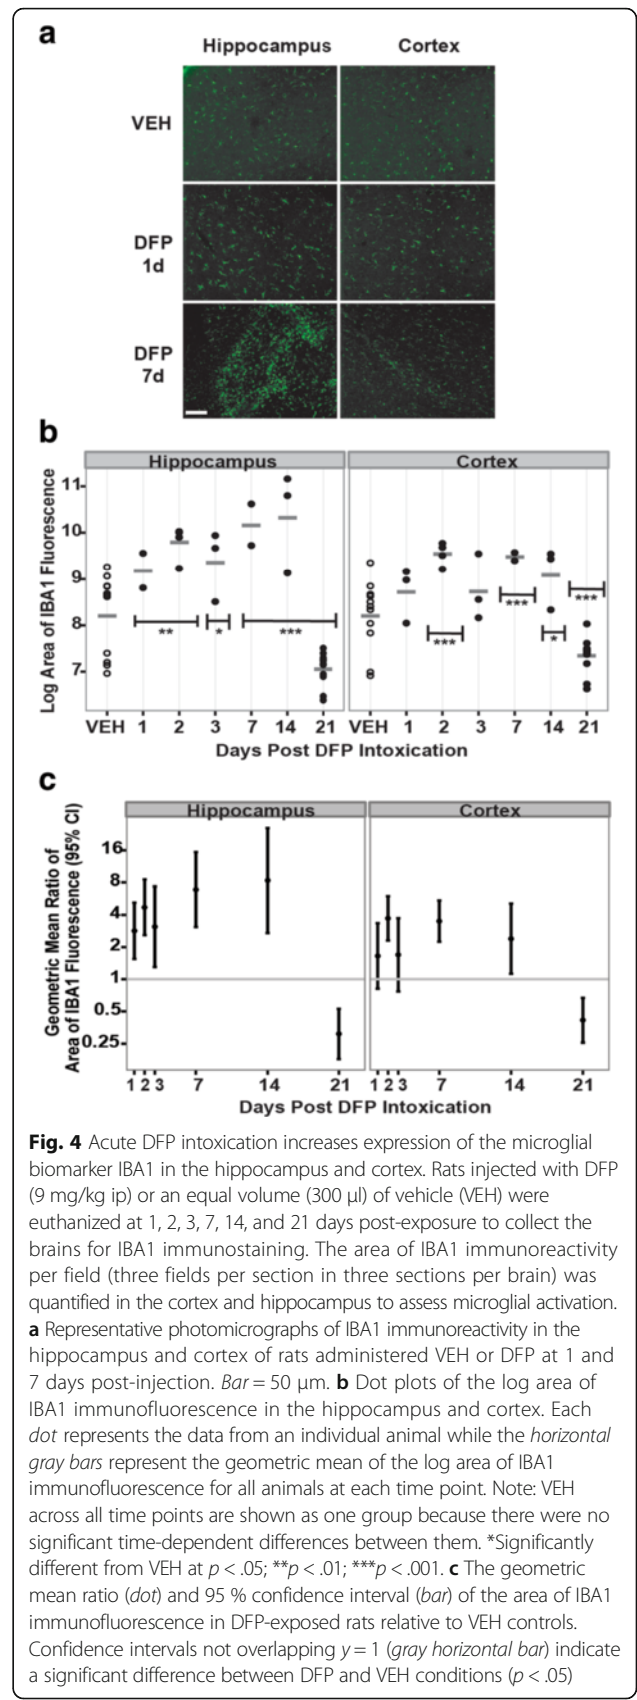 a
Hippocampus Cortex
VEH
DFP
1d
DFP
7d
b
Hippocampus Cortex
Log Area of IBA1 Fluorescence
11
10
9
8
7
** * ***
*** *** * ***
VEH 1 2 3 7 14 21 VEH 1 2 3 7 14 21
Days Post DFP Intoxication
c
Hippocampus Cortex
Geometric Mean Ratio of
Area of IBA1 Fluorescence (95% CI)
16
8
4
2
1
0.5
0.25
1 2 3 7 14 21 1 2 3 7 14 21
Days Post DFP Intoxication Days Post DFP Intoxication
Fig. 4 Acute DFP intoxication increases expression of the microglial
biomarker IBA1 in the hippocampus and cortex. Rats injected with DFP
(9 mg/kg ip) or an equal volume (300 μl) of vehicle (VEH) were
euthanized at 1, 2, 3, 7, 14, and 21 days post-exposure to collect the
brains for IBA1 immunostaining. The area of IBA1 immunoreactivity
per field (three fields per section in three sections per brain) was
quantified in the cortex and hippocampus to assess microglial activation.
a Representative photomicrographs of IBA1 immunoreactivity in the
hippocampus and cortex of rats administered VEH or DFP at 1 and
7 days post-injection. Bar = 50 μm. b Dot plots of the log area of
IBA1 immunofluorescence in the hippocampus and cortex. Each
dot represents the data from an individual animal while the horizontal
gray bars represent the geometric mean of the log area of IBA1
immunofluorescence for all animals at each time point. Note: VEH
across all time points are shown as one group because there were no
significant time-dependent differences between them. *Significantly
different from VEH at p < .05; **p < .01; ***p < .001. c The geometric
mean ratio (dot) and 95 % confidence interval (bar) of the area of IBA1
immunofluorescence in DFP-exposed rats relative to VEH controls.
Confidence intervals not overlapping y = 1 (gray horizontal bar) indicate
a significant difference between DFP and VEH conditions (p < .05)